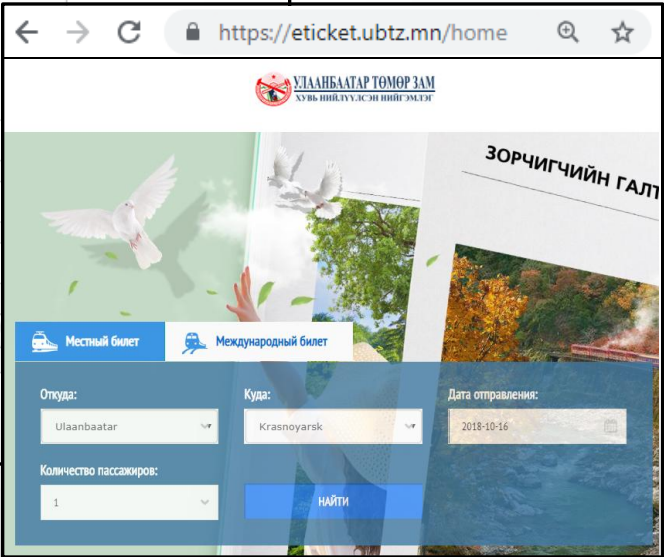 https://eticket.ubtz.mn/home
УЛААНБААТАР ТӨМӨР ЗАМ
ХУВЬ НИЙЛҮҮЛСЭН НИЙГЭМЛЭГ
ЗОРЧИГЧИЙН ГАЛТ
Местный билет
Международный билет
Откуда: Куда: Дата отправления:
Ulaanbaatar Krasnoyarsk 2018-10-16
Количество пассажиров:
1 НАЙТИ